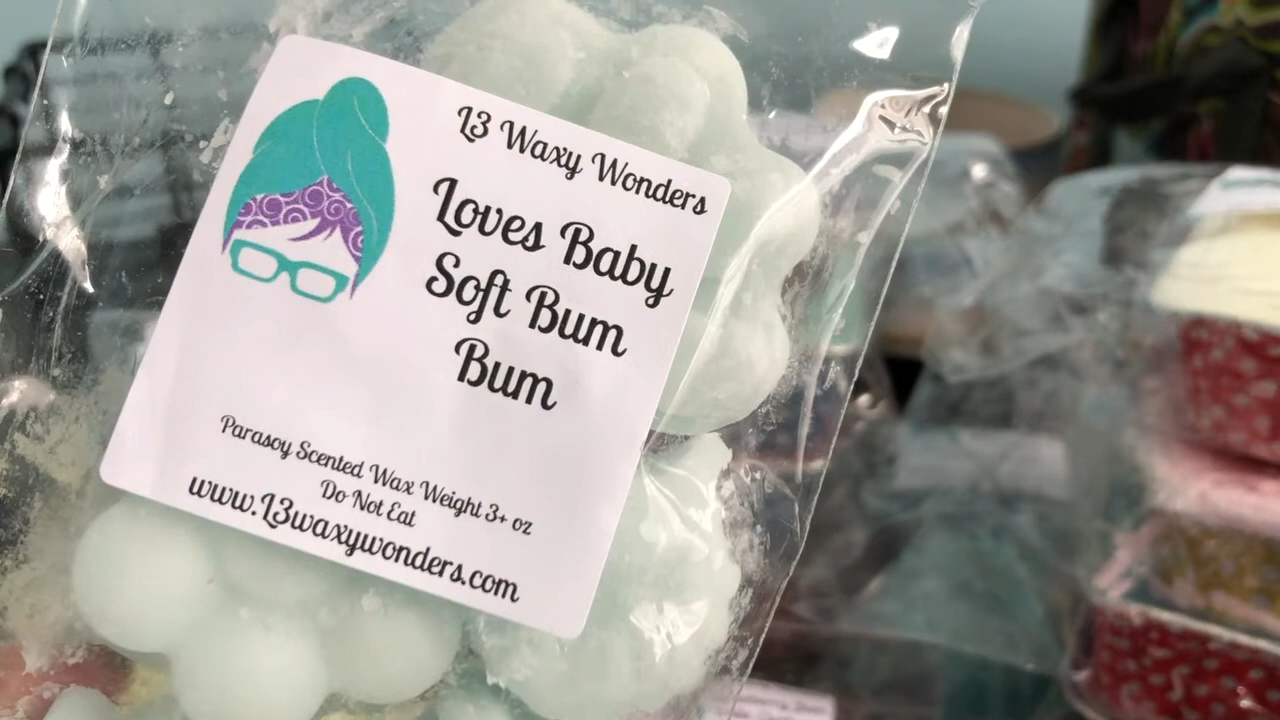 L3 Waxy Wonders
Loves Baby
Soft Bum
Bum
Parasoy Scented Wax Weight 3+ oz
Do Not Eat
www.L3waxywonders.com